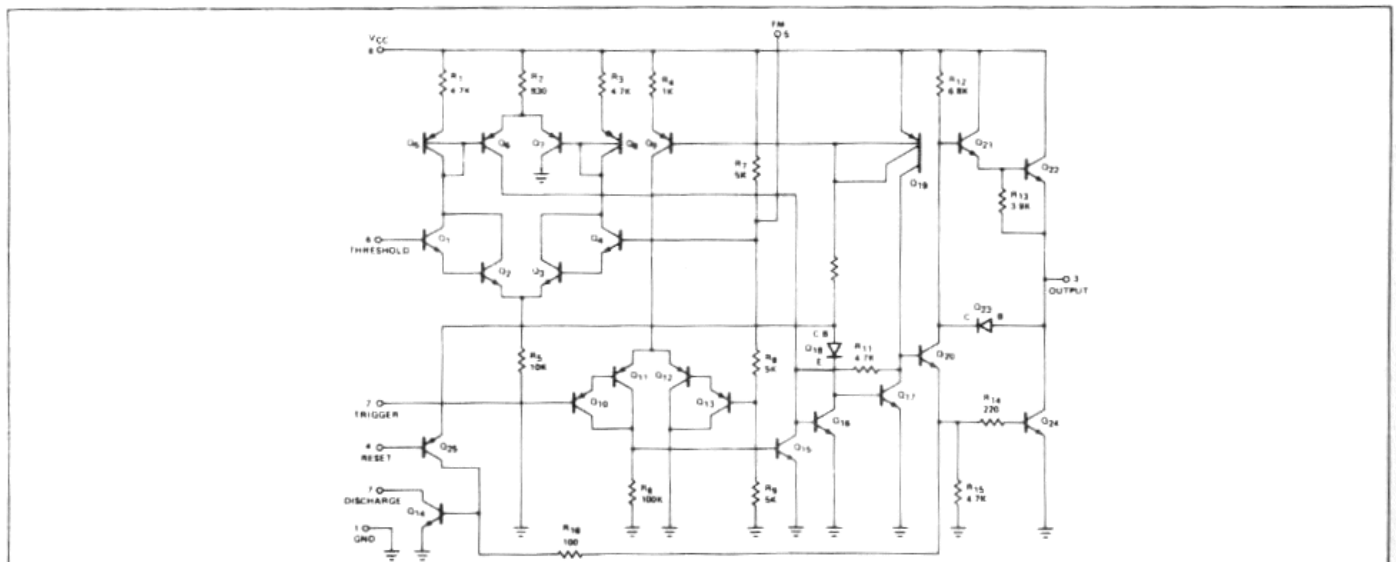 FM
5
VCC
8
R1
4.7K
R2
830
R3
4.7K
R4
1K
R12
6.8K
Q5
Q6
Q7
Q8
Q9
R7
5K
Q19
Q21
Q22
R13
3.9K
6
THRESHOLD
Q1
Q2
Q3
Q4
3
OUTPUT
C
Q23
B
C B
Q18
E
R11
4.7K
Q20
R5
10K
Q11
Q12
R8
5K
7
TRIGGER
Q10
Q13
Q17
R14
220
4
RESET
Q25
Q15
Q16
Q24
7
DISCHARGE
Q14
R6
100K
R9
5K
R15
4.7K
1
GND
R16
100